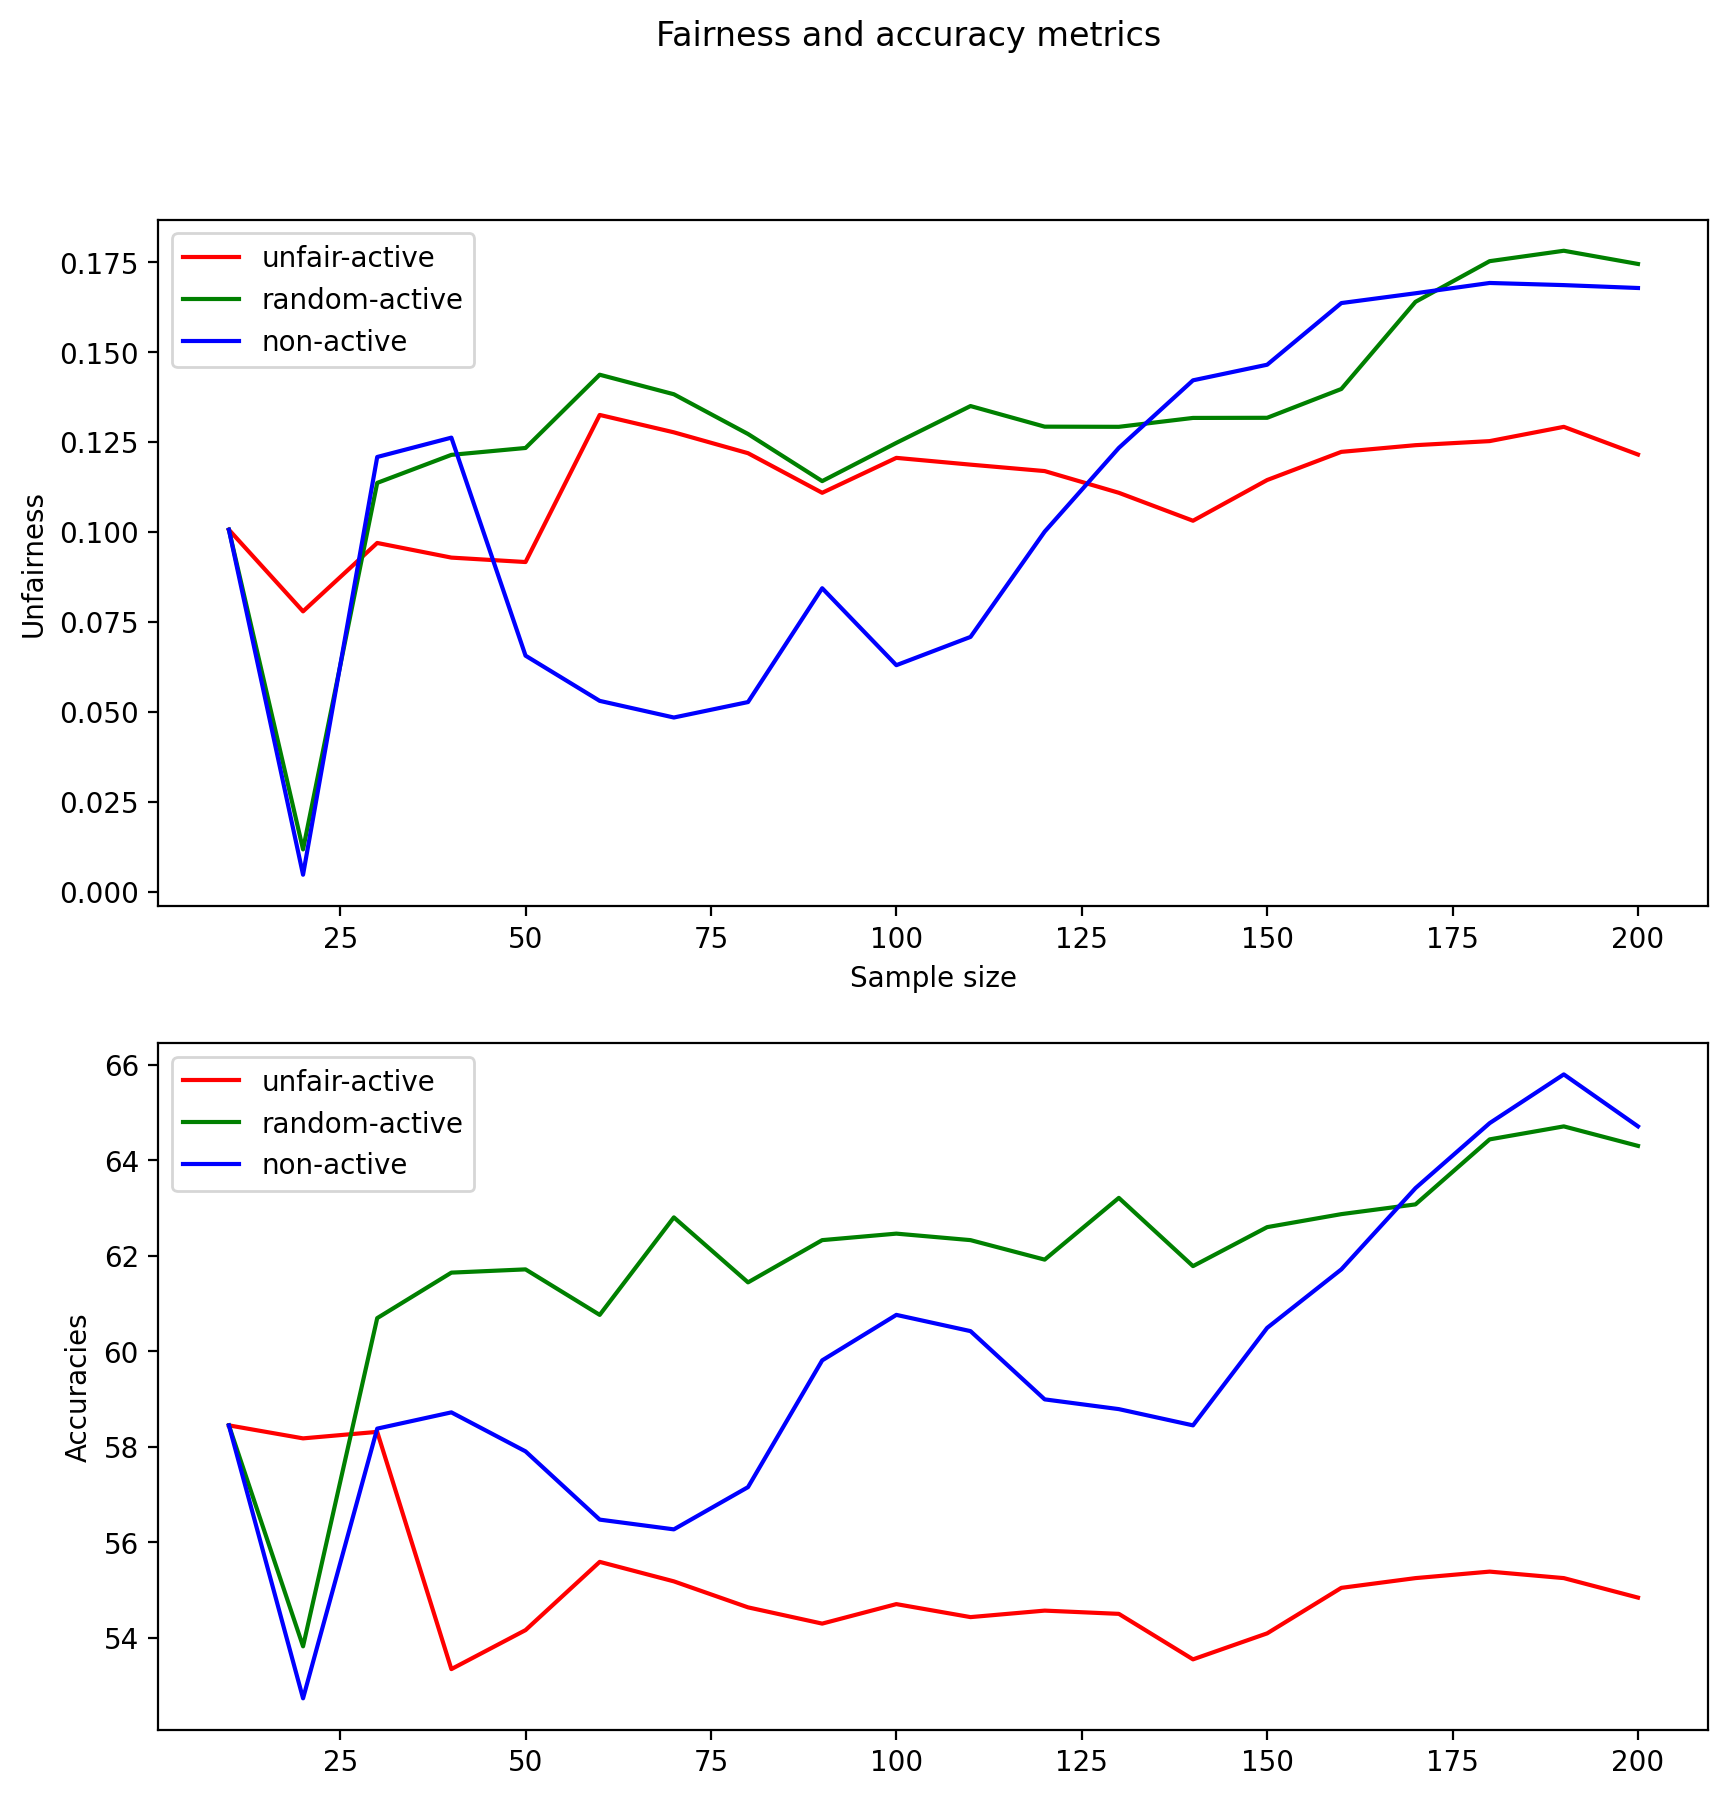 Fairness and accuracy metrics
unfair-active
random-active
non-active
0.175
0.150
0.125
0.100
0.075
0.050
0.025
0.000
Unfairness
25 50 75 100 125 150 175 200
Sample size
unfair-active
random-active
non-active
66
64
62
60
58
56
54
Accuracies
25 50 75 100 125 150 175 200